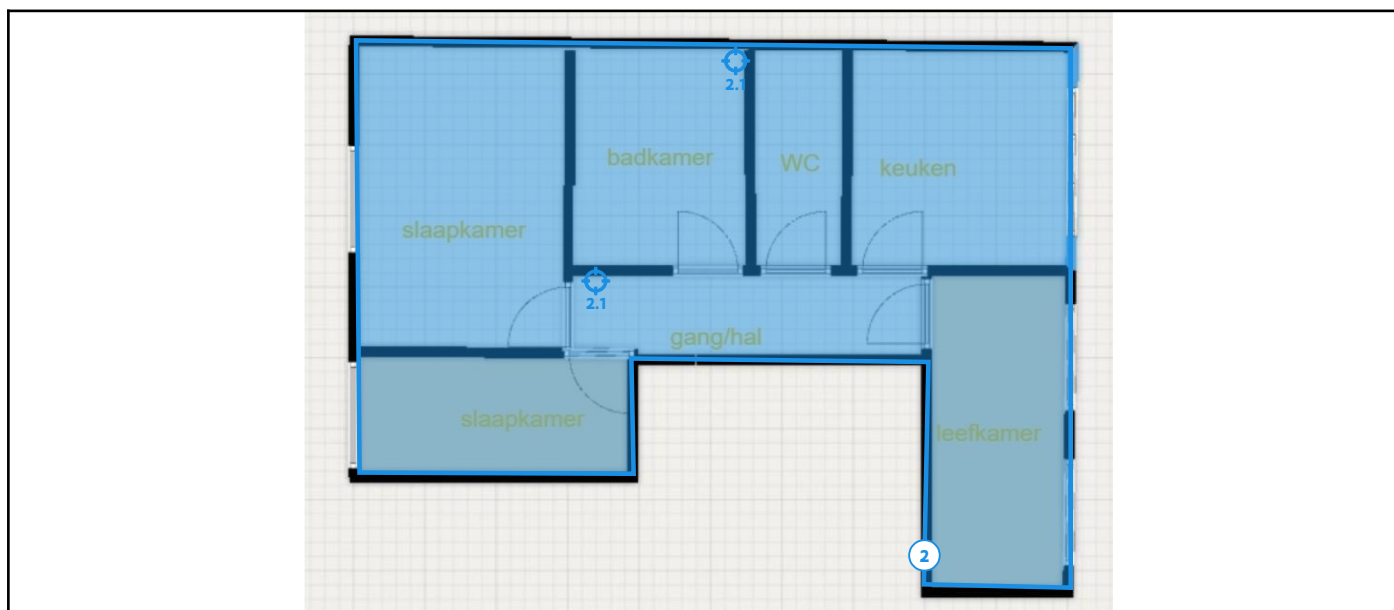 2.1
badkamer
WC
keuken
slaapkamer
2.1
gang/hal
slaapkamer
leefkamer
2